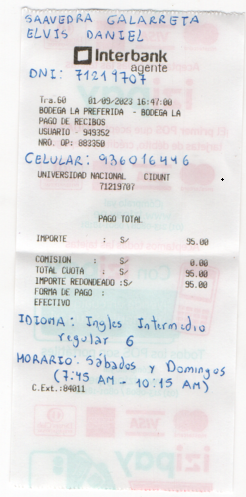 SAAVEDRA GALARRETA
ELVIS DANIEL
Interbank
agente
DNI: 71219707
Tra.60 01/09/2023 16:47:00
BODEGA LA PREFERIDA - BODEGA LA
PAGO DE RECIBOS
USUARIO - 949352
NRO. OP: 883350
CELULAR: 936016446
UNIVERSIDAD NACIONAL CIDUNT
71219707
PAGO TOTAL
IMPORTE : S/ 95.00
COMISION : S/ 0.00
TOTAL CUOTA : S/ 95.00
IMPORTE REDONDEADO : S/ 95.00
FORMA DE PAGO :
EFECTIVO
IDIOMA: Ingles Intermedio
regular 6
HORARIO: Sábados y Domingos
(7:45 AM - 10:15 AM)
C.Ext.:84011
VISA
izipay